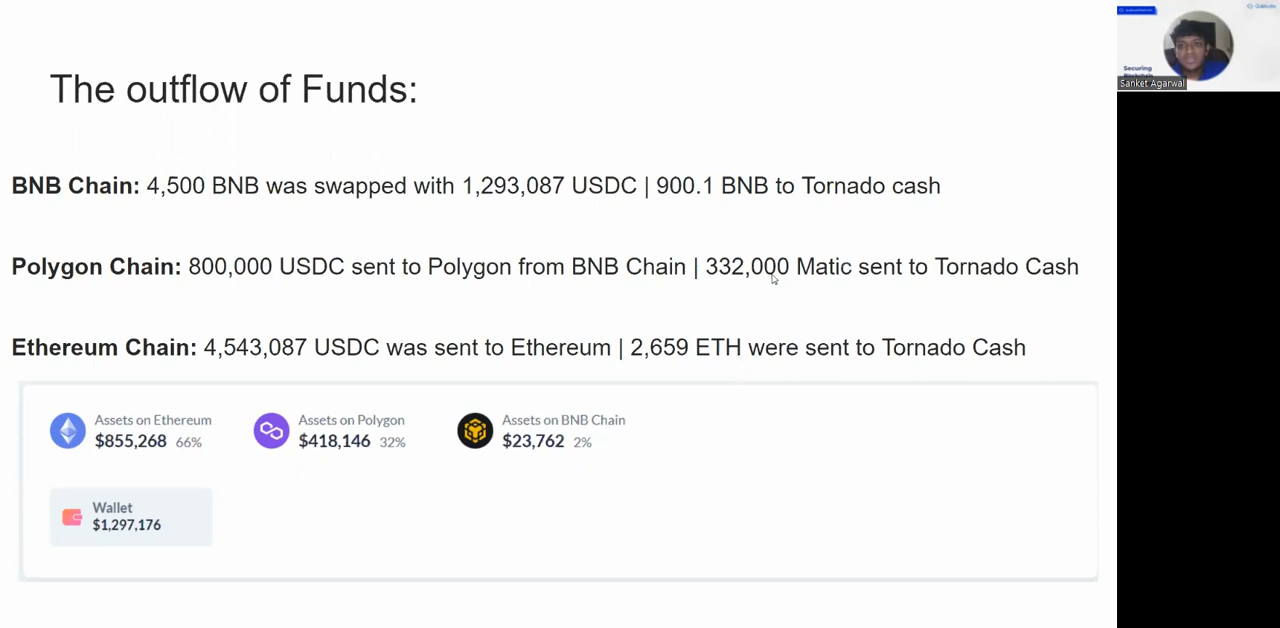 The outflow of Funds:
BNB Chain: 4,500 BNB was swapped with 1,293,087 USDC | 900.1 BNB to Tornado cash
Polygon Chain: 800,000 USDC sent to Polygon from BNB Chain | 332,000 Matic sent to Tornado Cash
Ethereum Chain: 4,543,087 USDC was sent to Ethereum | 2,659 ETH were sent to Tornado Cash
Assets on Ethereum
$855,268 66%
Assets on Polygon
$418,146 32%
Assets on BNB Chain
$23,762 2%
Wallet
$1,297,176
Securing
Sanket Agarwal